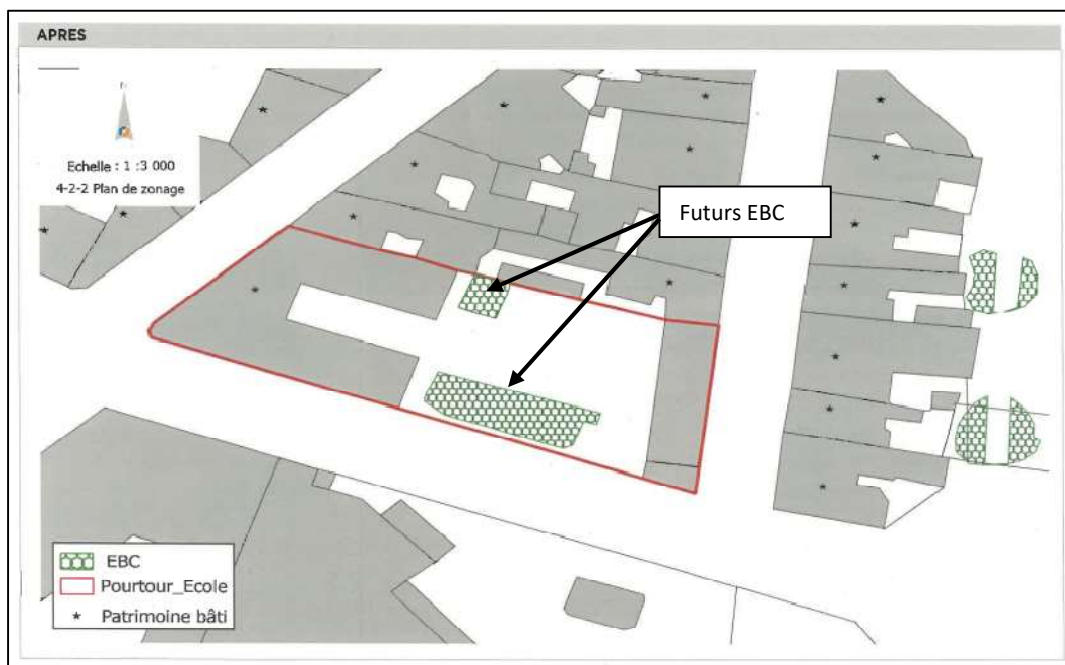 APRES
N
Echelle : 1 :3 000
4-2-2 Plan de zonage
Futurs EBC
EBC
Pourtour_Ecole
Patrimoine bâti